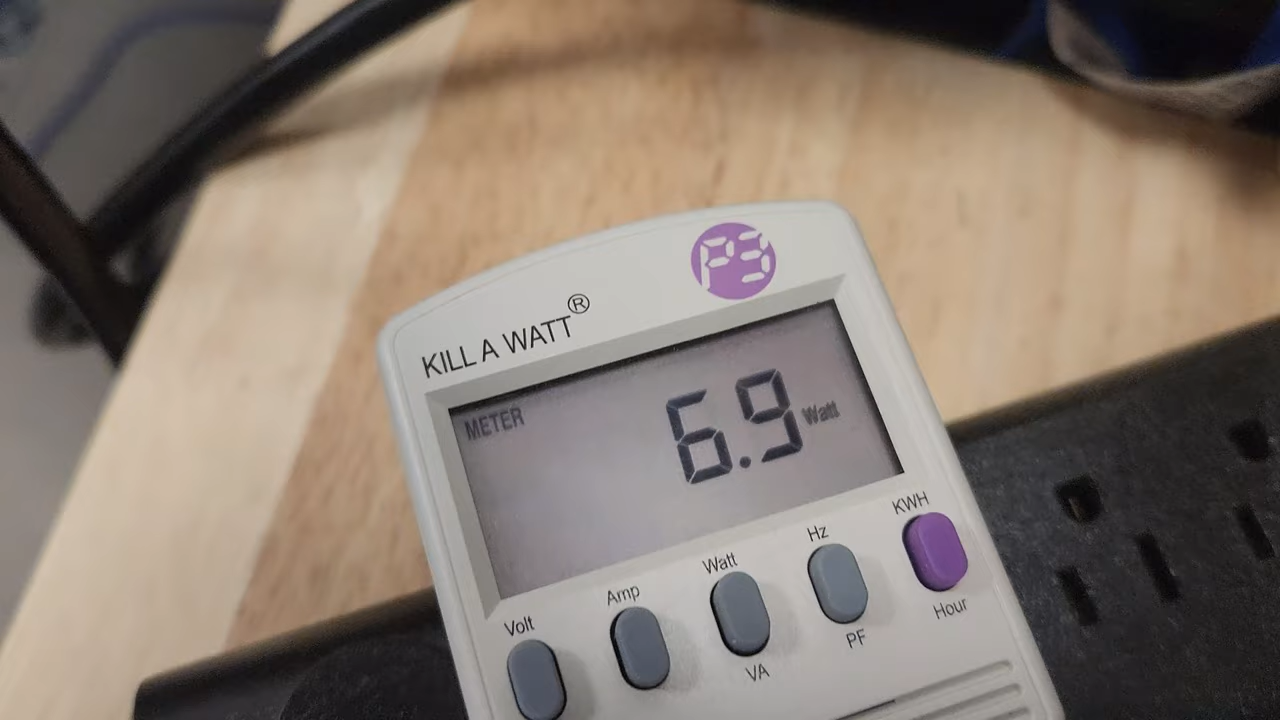 P3
KILL A WATT®
METER
6.9 Watt
Volt
Amp
Watt
VA
Hz
PF
KWH
Hour